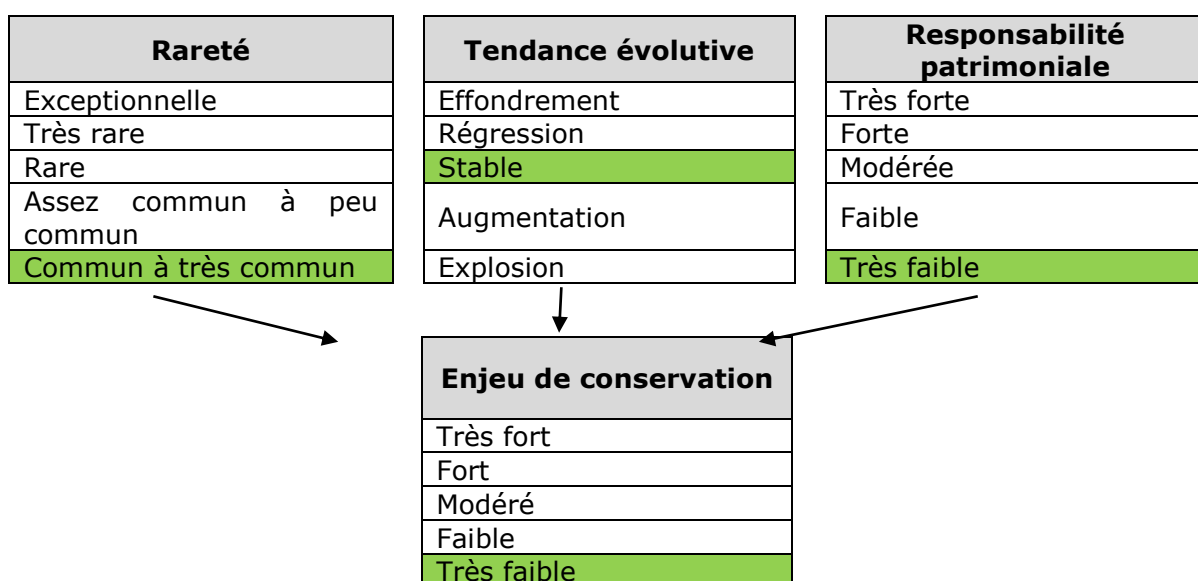 Rareté
Exceptionnelle
Très rare
Rare
Assez commun à peu
commun
Commun à très commun
Tendance évolutive
Effondrement
Régression
Stable
Augmentation
Explosion
Responsabilité
patrimoniale
Très forte
Forte
Modérée
Faible
Très faible
Enjeu de conservation
Très fort
Fort
Modéré
Faible
Très faible